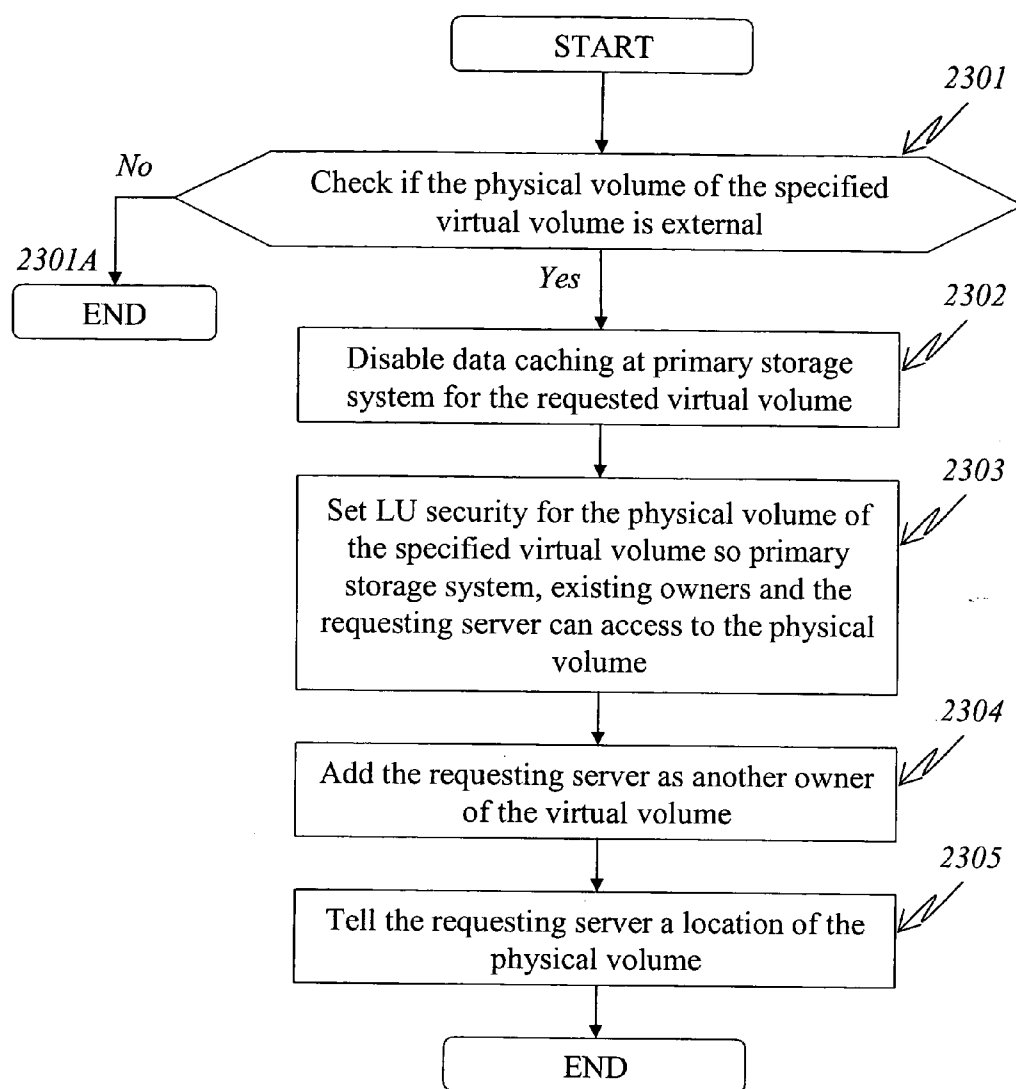 START
2301
No
Check if the physical volume of the specified
virtual volume is external
2301A
Yes
END
2302
Disable data caching at primary storage
system for the requested virtual volume
2303
Set LU security for the physical volume of
the specified virtual volume so primary
storage system, existing owners and the
requesting server can access to the physical
volume
2304
Add the requesting server as another owner
of the virtual volume
2305
Tell the requesting server a location of the
physical volume
END